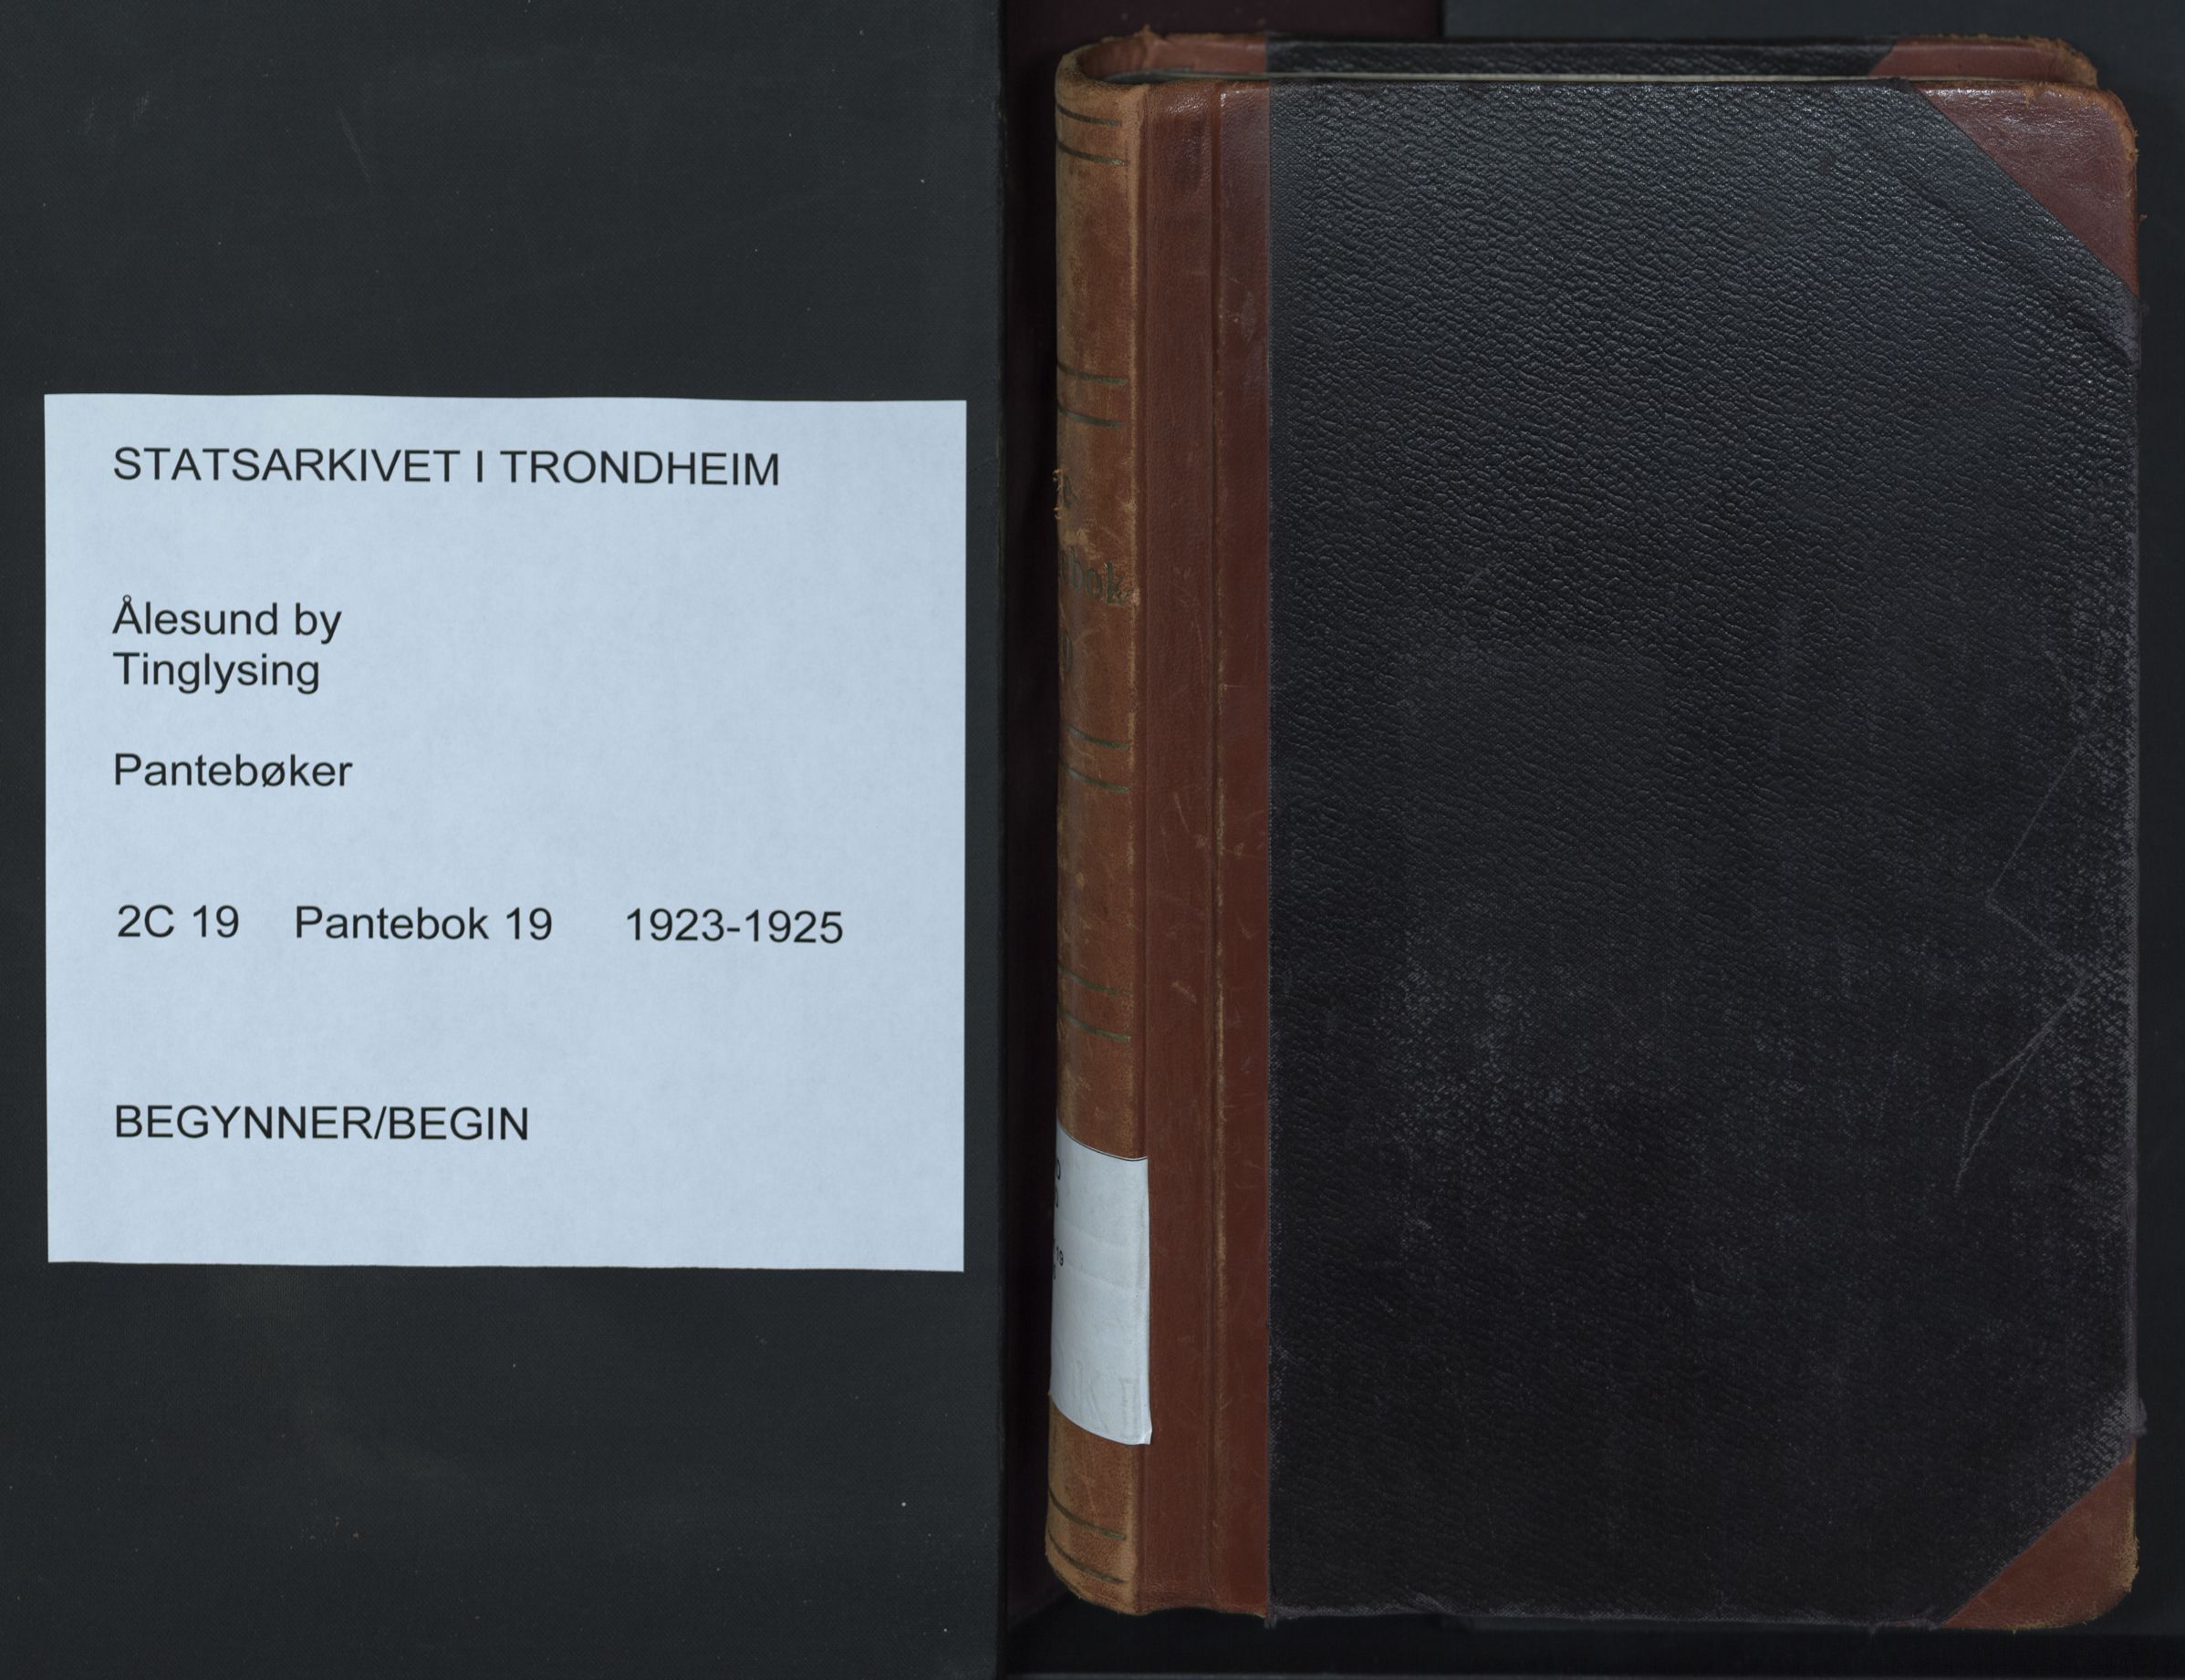 STATSARKIVET I TRONDHEIM
Ålesund by
Tinglysing
Pantebøker
2C 19 Pantebok 19 1923-1925
BEGYNNER/BEGIN